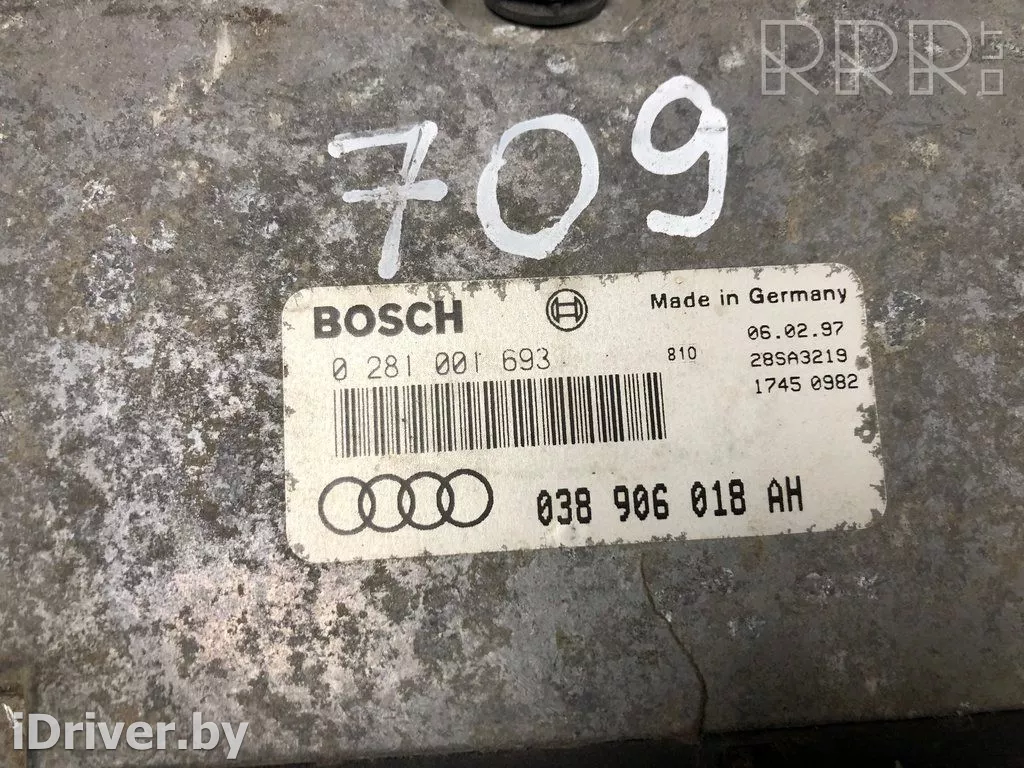 RRR.LT
709
BOSCH
Made in Germany
06.02.97
0 281 001 693
810
28SA3219
1745 0982
038 906 018 AH
iDriver.by